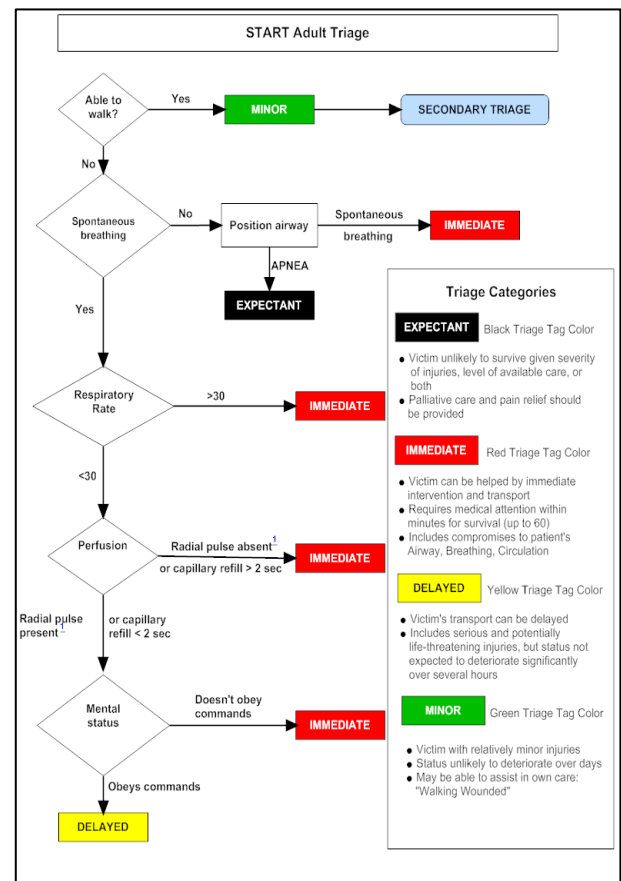 START Adult Triage
Able to
walk?
Yes
MINOR
SECONDARY TRIAGE
No
Spontaneous
breathing
No
Position airway
Spontaneous
breathing
IMMEDIATE
APNEA
EXPECTANT
Yes
Respiratory
Rate
>30
IMMEDIATE
<30
Perfusion
Radial pulse absent1
or capillary refill > 2 sec
IMMEDIATE
Radial pulse
present1
or capillary
refill < 2 sec
Mental
status
Doesn't obey
commands
IMMEDIATE
Obeys commands
DELAYED
Triage Categories
EXPECTANT Black Triage Tag Color
● Victim unlikely to survive given severity
of injuries, level of available care, or
both
● Palliative care and pain relief should
be provided
IMMEDIATE Red Triage Tag Color
● Victim can be helped by immediate
intervention and transport
● Requires medical attention within
minutes for survival (up to 60)
● Includes compromises to patient's
Airway, Breathing, Circulation
DELAYED Yellow Triage Tag Color
● Victim's transport can be delayed
● Includes serious and potentially
life-threatening injuries, but status not
expected to deteriorate significantly
over several hours
MINOR Green Triage Tag Color
● Victim with relatively minor injuries
● Status unlikely to deteriorate over days
● May be able to assist in own care:
"Walking Wounded"